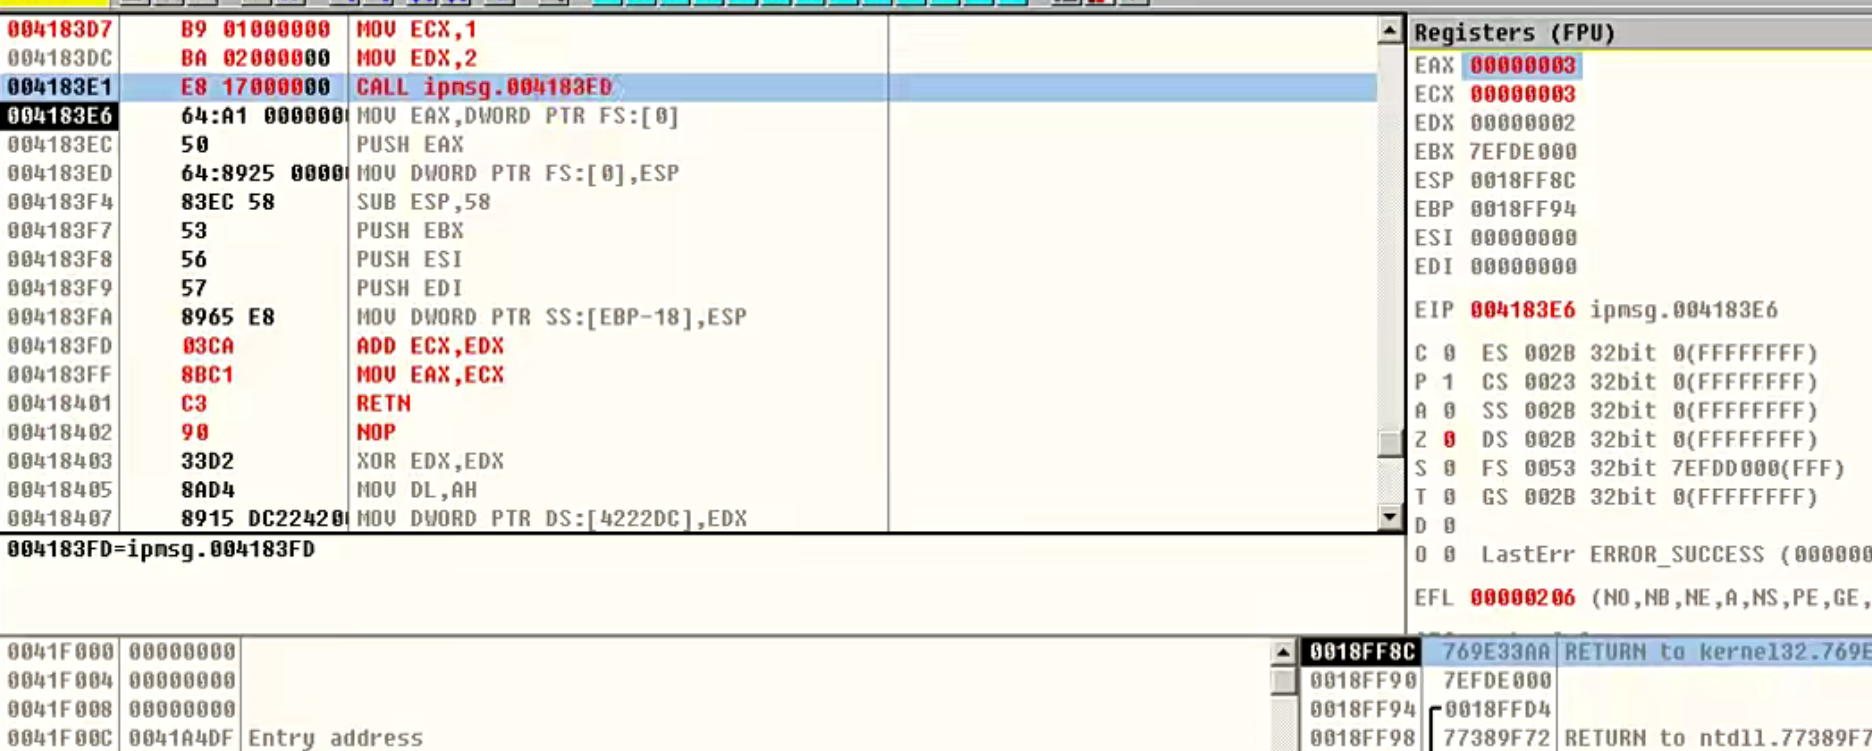 004183D7 B9 01000000 MOV ECX,1
004183DC BA 02000000 MOV EDX,2
004183E1 E8 17000000 CALL ipmsg.004183FD
004183E6 64:A1 000000 MOV EAX,DWORD PTR FS:[0]
004183EC 50 PUSH EAX
004183ED 64:8925 0000 MOV DWORD PTR FS:[0],ESP
004183F4 83EC 58 SUB ESP,58
004183F7 53 PUSH EBX
004183F8 56 PUSH ESI
004183F9 57 PUSH EDI
004183FA 8965 E8 MOV DWORD PTR SS:[EBP-18],ESP
004183FD 03CA ADD ECX,EDX
004183FF 8BC1 MOV EAX,ECX
00418401 C3 RETN
00418402 90 NOP
00418403 33D2 XOR EDX,EDX
00418405 8AD4 MOV DL,AH
00418407 8915 DC22420 MOV DWORD PTR DS:[4222DC],EDX
004183FD=ipmsg.004183FD
Registers (FPU)
EAX 00000003
ECX 00000003
EDX 00000002
EBX 7EFDE000
ESP 0018FF8C
EBP 0018FF94
ESI 00000000
EDI 00000000
EIP 004183E6 ipmsg.004183E6
C 0 ES 002B 32bit 0(FFFFFFFF)
P 1 CS 0023 32bit 0(FFFFFFFF)
A 0 SS 002B 32bit 0(FFFFFFFF)
Z 0 DS 002B 32bit 0(FFFFFFFF)
S 0 FS 0053 32bit 7EFDD000(FFF)
T 0 GS 002B 32bit 0(FFFFFFFF)
D 0
O 0 LastErr ERROR_SUCCESS (000000
EFL 00000206 (NO,NB,NE,A,NS,PE,GE,
0041F000 00000000
0041F004 00000000
0041F008 00000000
0041F00C 0041A4DF Entry address
0018FF8C 769E33AA RETURN to kernel32.769E
0018FF90 7EFDE000
0018FF94 0018FFD4
0018FF98 77389F72 RETURN to ntdll.77389F7